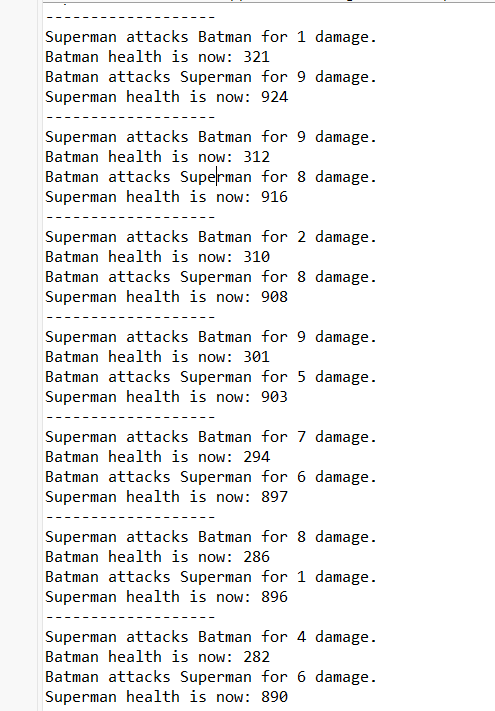 -------------------
Superman attacks Batman for 1 damage.
Batman health is now: 321
Batman attacks Superman for 9 damage.
Superman health is now: 924
-------------------
Superman attacks Batman for 9 damage.
Batman health is now: 312
Batman attacks Superman for 8 damage.
Superman health is now: 916
-------------------
Superman attacks Batman for 2 damage.
Batman health is now: 310
Batman attacks Superman for 8 damage.
Superman health is now: 908
-------------------
Superman attacks Batman for 9 damage.
Batman health is now: 301
Batman attacks Superman for 5 damage.
Superman health is now: 903
-------------------
Superman attacks Batman for 7 damage.
Batman health is now: 294
Batman attacks Superman for 6 damage.
Superman health is now: 897
-------------------
Superman attacks Batman for 8 damage.
Batman health is now: 286
Batman attacks Superman for 1 damage.
Superman health is now: 896
-------------------
Superman attacks Batman for 4 damage.
Batman health is now: 282
Batman attacks Superman for 6 damage.
Superman health is now: 890